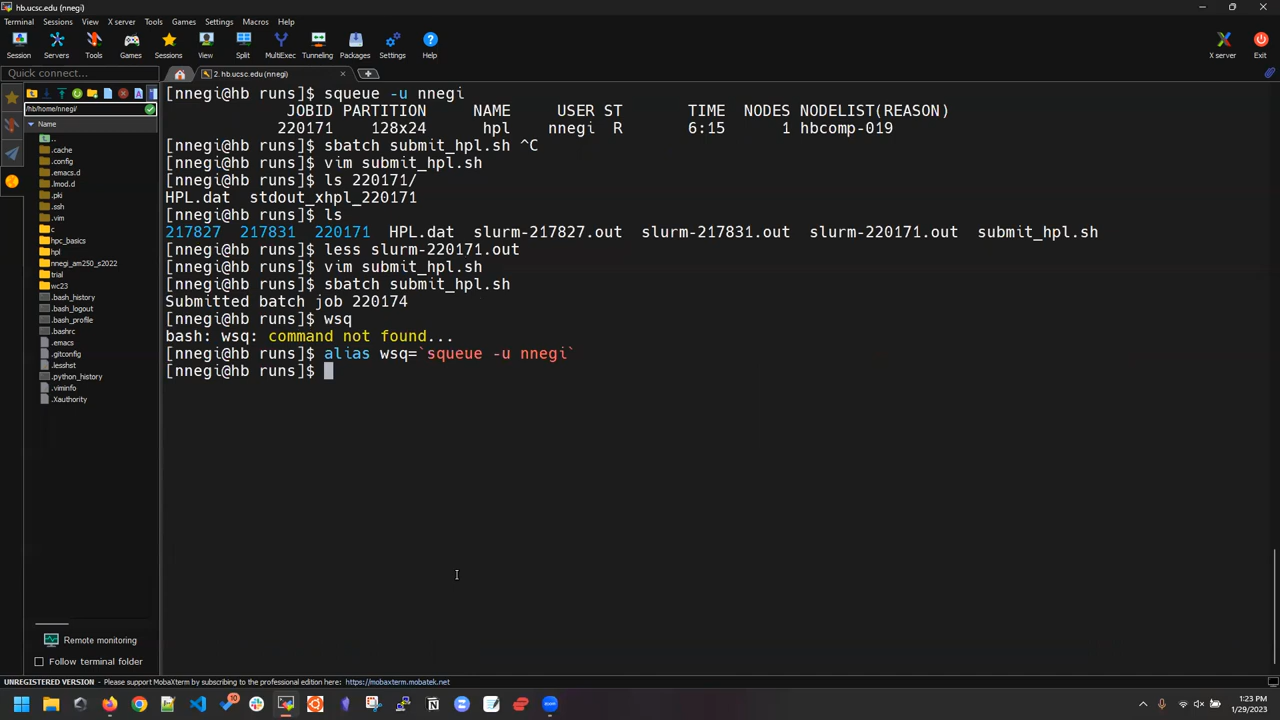 hb.ucsc.edu (nnegi)
Terminal Sessions View X server Tools Games Settings Macros Help
Session Servers Tools Games Sessions View Split MultiExec Tunneling Packages Settings Help X server Exit
Quick connect... 2. hb.ucsc.edu (nnegi)
/hb/home/nnegi/
Name
..
.cache
.config
.emacs.d
.lmod.d
.pki
.ssh
.vim
c
hpc_basics
hpl
nnegi_am250_s2022
trial
wc23
.bash_history
.bash_logout
.bash_profile
.bashrc
.emacs
.gitconfig
.lesshst
.python_history
.viminfo
.Xauthority
Remote monitoring
Follow terminal folder
[nnegi@hb runs]$ squeue -u nnegi
JOBID PARTITION NAME USER ST TIME NODES NODELIST(REASON)
220171 128x24 hpl nnegi R 6:15 1 hbcomp-019
[nnegi@hb runs]$ sbatch submit_hpl.sh ^C
[nnegi@hb runs]$ vim submit_hpl.sh
[nnegi@hb runs]$ ls 220171/
HPL.dat stdout_xhpl_220171
[nnegi@hb runs]$ ls
217827 217831 220171 HPL.dat slurm-217827.out slurm-217831.out slurm-220171.out submit_hpl.sh
[nnegi@hb runs]$ less slurm-220171.out
[nnegi@hb runs]$ vim submit_hpl.sh
[nnegi@hb runs]$ sbatch submit_hpl.sh
Submitted batch job 220174
[nnegi@hb runs]$ wsq
bash: wsq: command not found...
[nnegi@hb runs]$ alias wsq=`squeue -u nnegi`
[nnegi@hb runs]$
UNREGISTERED VERSION - Please support MobaXterm by subscribing to the professional edition here: https://mobaxterm.mobatek.net
10
zoom
1:23 PM
1/29/2023